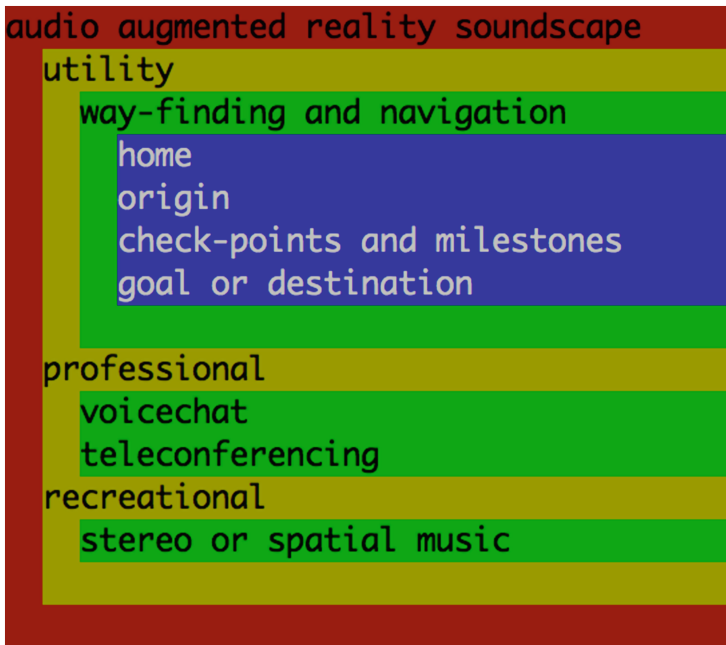 audio augmented reality soundscape
utility
way-finding and navigation
home
origin
check-points and milestones
goal or destination
professional
voicechat
teleconferencing
recreational
stereo or spatial music